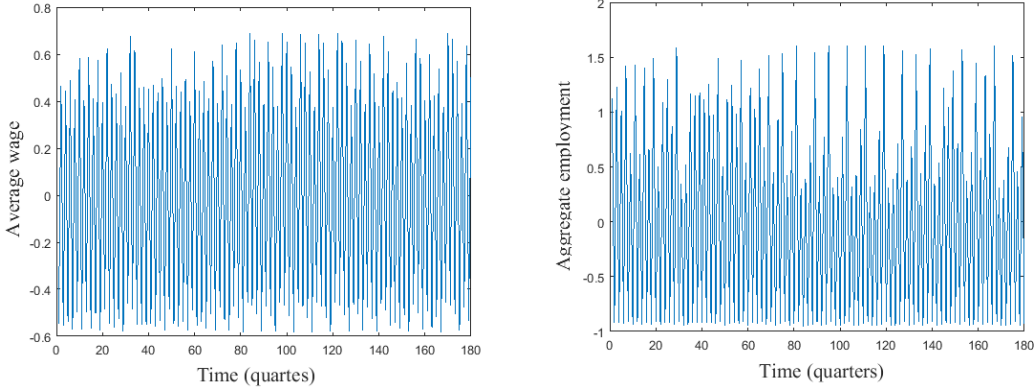 0.8
0.6
0.4
0.2
0
-0.2
-0.4
-0.6
0 20 40 60 80 100 120 140 160 180
Average wage
Time (quartes)
2
1.5
1
0.5
0
-0.5
-1
0 20 40 60 80 100 120 140 160 180
Aggregate employment
Time (quarters)